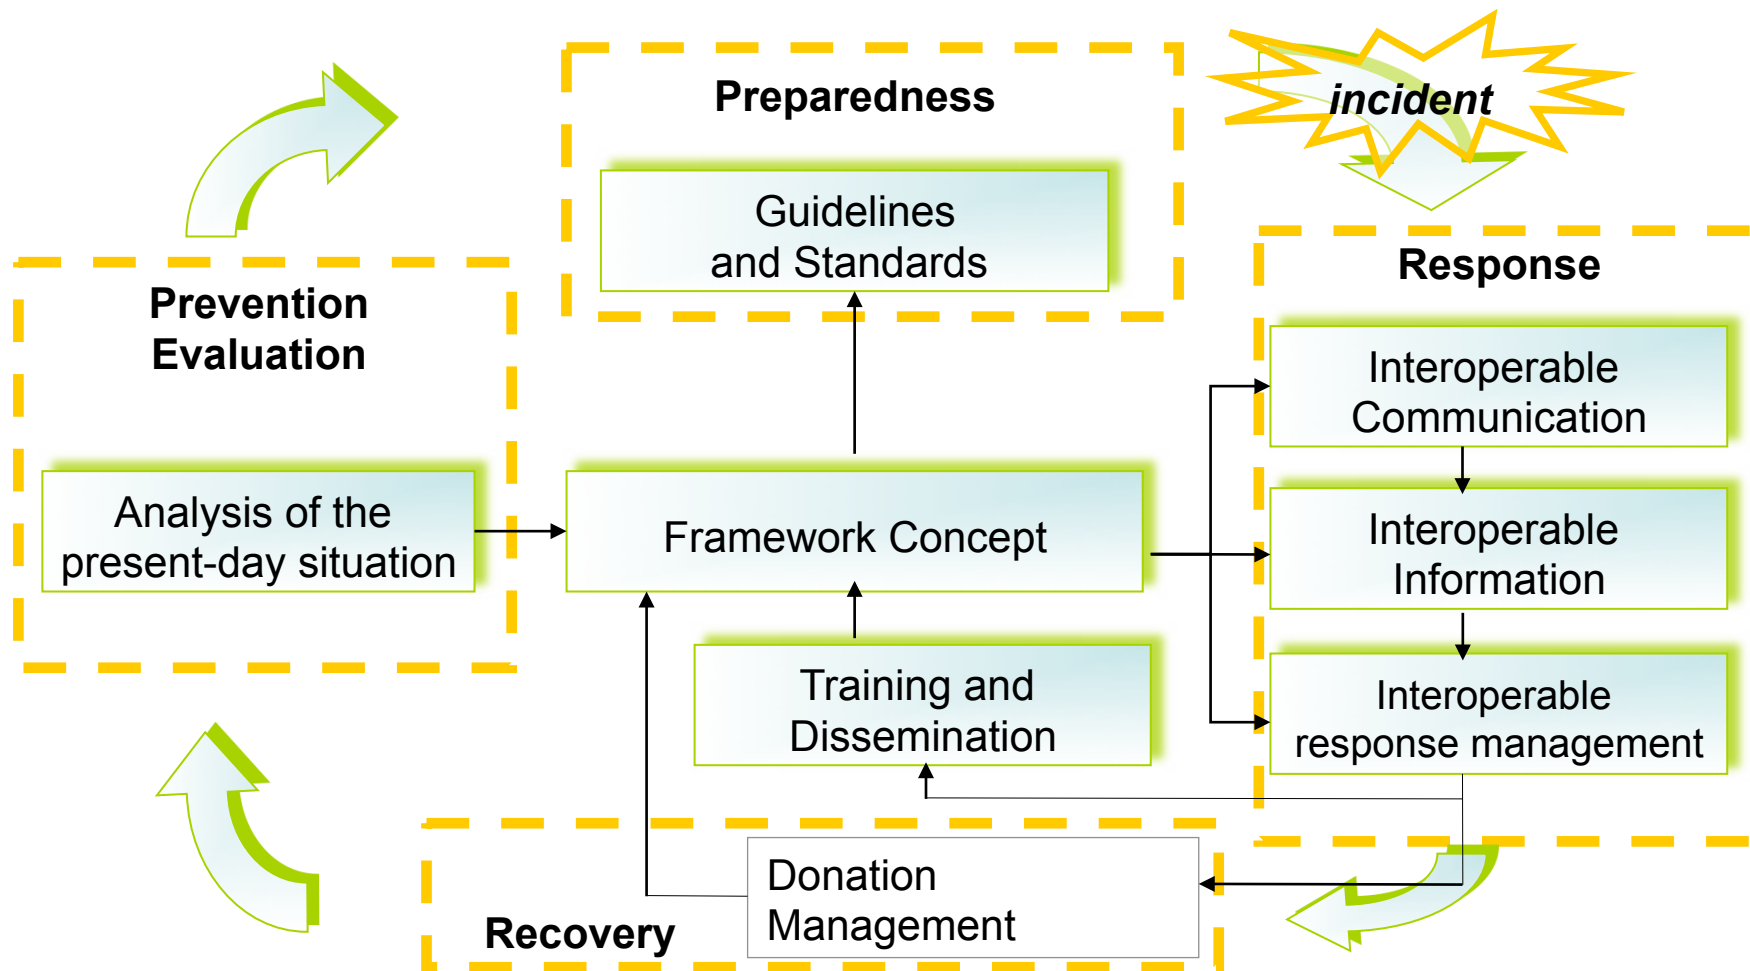 Preparedness
incident
Guidelines
and Standards
Prevention
Evaluation
Response
Interoperable
Communication
Analysis of the
present-day situation
Framework Concept
Interoperable
Information
Training and
Dissemination
Interoperable
response management
Recovery
Donation
Management